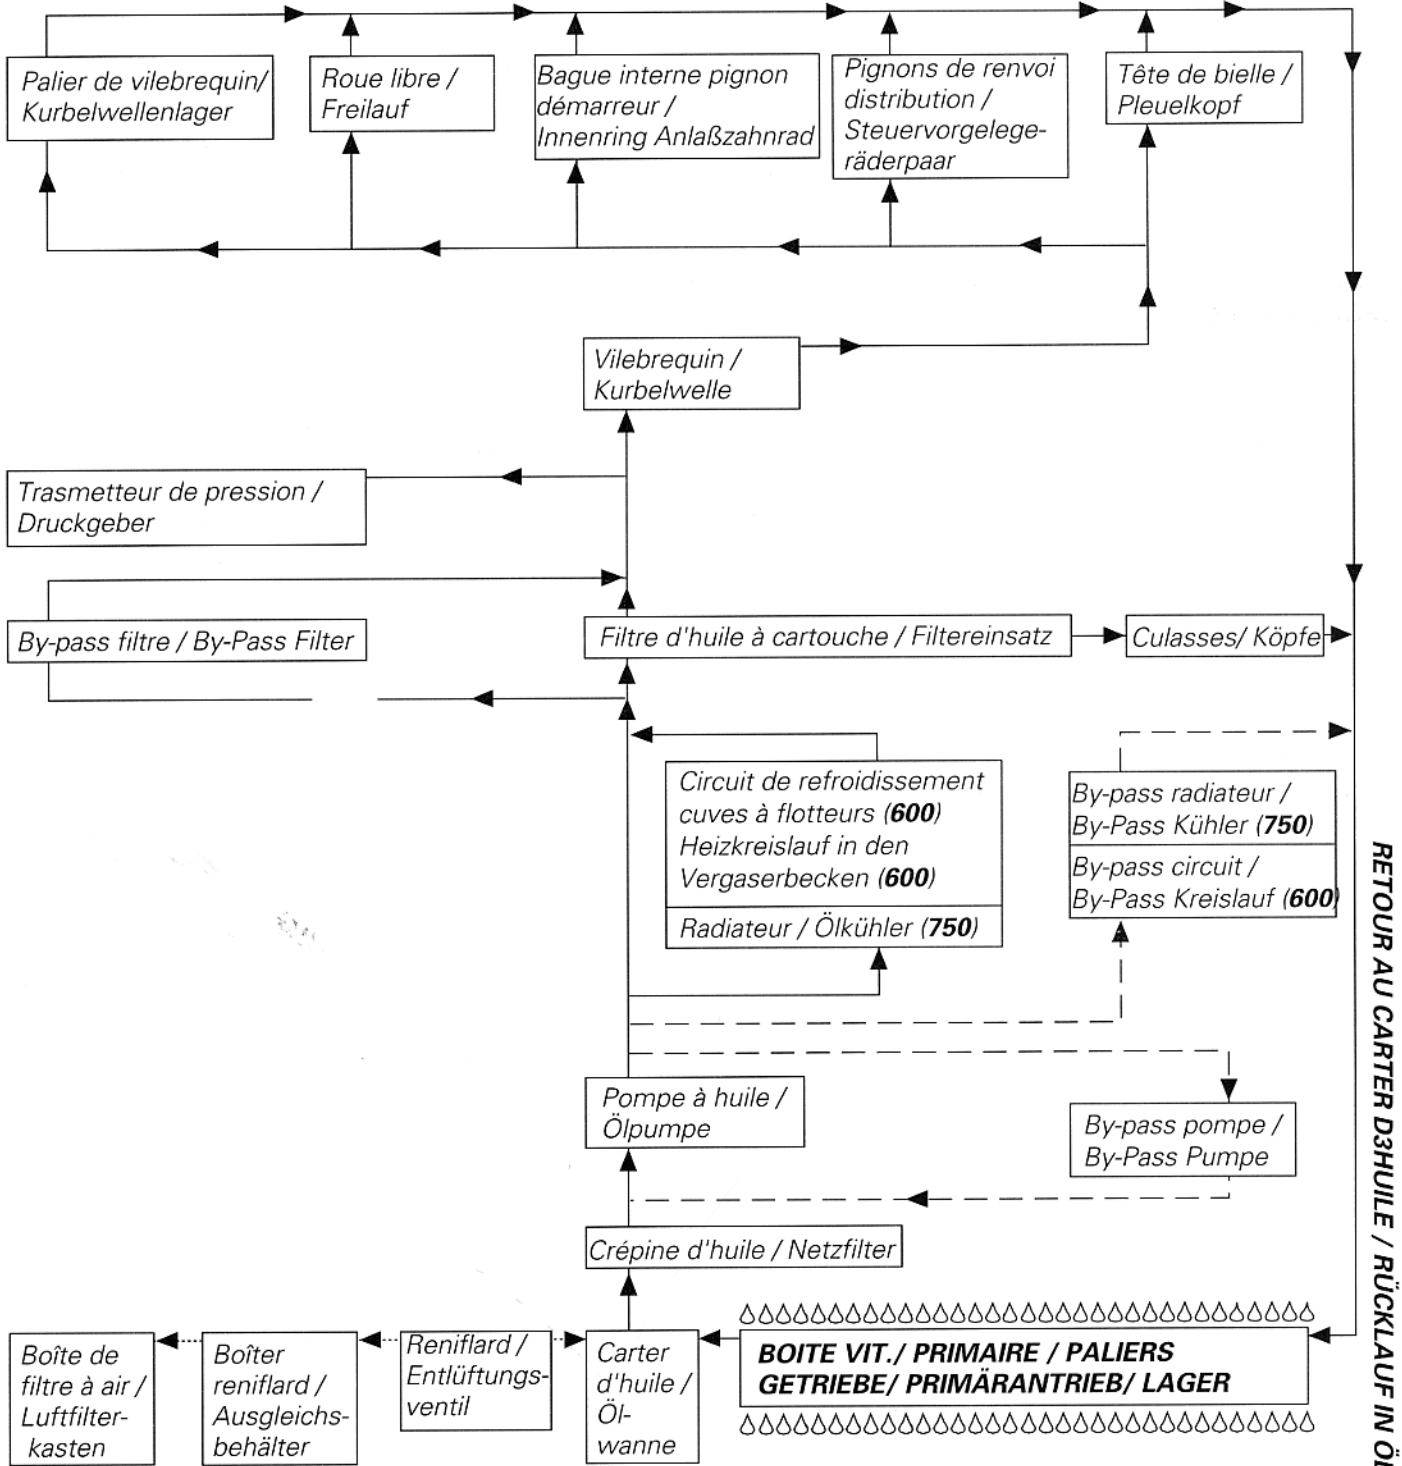 Palier de vilebrequin/
Kurbelwellenlager
Roue libre /
Freilauf
Bague interne pignon
démarreur /
Innenring Anlaßzahnrad
Pignons de renvoi
distribution /
Steuervorgelege-
räderpaar
Tête de bielle /
Pleuelkopf
Vilebrequin /
Kurbelwelle
Trasmetteur de pression /
Druckgeber
By-pass filtre / By-Pass Filter
Filtre d'huile à cartouche / Filtereinsatz
Culasses/ Köpfe
Circuit de refroidissement
cuves à flotteurs (600)
Heizkreislauf in den
Vergaserbecken (600)
Radiateur / Ölkühler (750)
By-pass radiateur /
By-Pass Kühler (750)
By-pass circuit /
By-Pass Kreislauf (600)
Pompe à huile /
Ölpumpe
By-pass pompe /
By-Pass Pumpe
Crépine d'huile / Netzfilter
Boîte de
filtre à air /
Luftfilter-
kasten
Boîter
reniflard /
Ausgleichs-
behälter
Reniflard /
Entlüftungs-
ventil
Carter
d'huile /
Öl-
wanne
BOITE VIT./ PRIMAIRE / PALIERS
GETRIEBE/ PRIMÄRANTRIEB/ LAGER
RETOUR AU CARTER D3HUILE / RÜCKLAUF IN